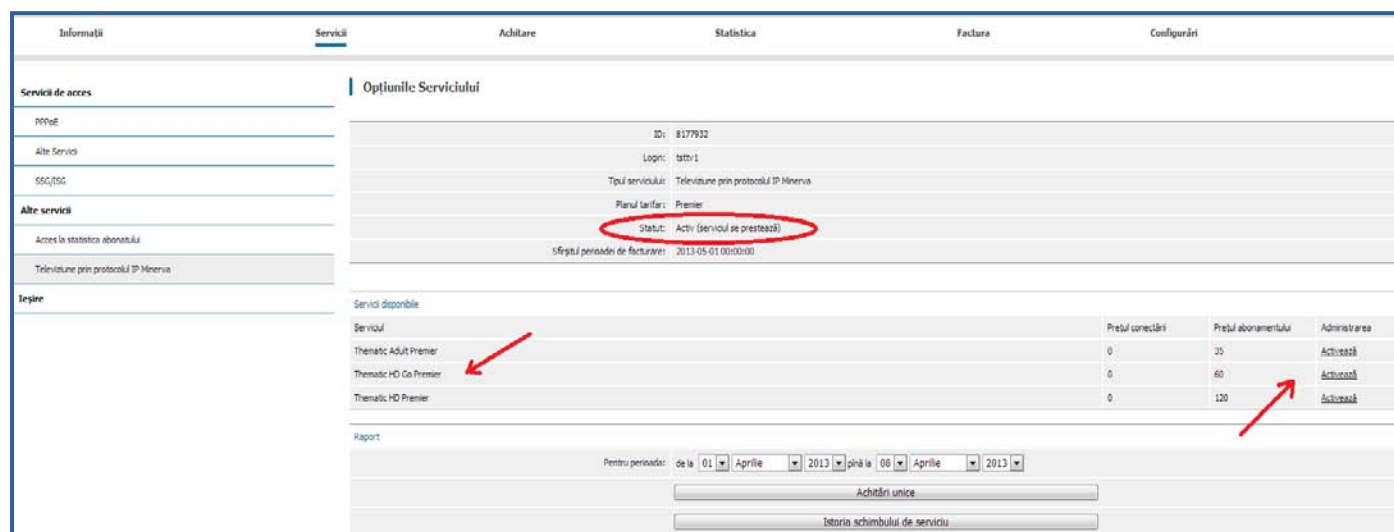 Informații Servicii Achitare Statistica Factura Configurări
Servicii de acces
PPPoE
Alte Servicii
SSG/ISG
Alte servicii
Acces la statistica abonatului
Televiziune prin protocolul IP Minerva
Ieșire
Opțiunile Serviciului
ID: 8177932
Login: tsttv1
Tipul serviciului: Televiziune prin protocolul IP Minerva
Planul tarifar: Premier
Statut: Activ (serviciul se prestează)
Sfîrșitul perioadei de facturare: 2013-05-01 00:00:00
Servicii disponibile
Serviciul Prețul conectării Prețul abonamentului Administrarea
Thematic Adult Premier 0 35 Activează
Thematic HD Go Premier 0 60 Activează
Thematic HD Premier 0 120 Activează
Raport
Pentru perioada: de la 01 Aprilie 2013 pînă la 08 Aprilie 2013
Achitări unice
Istoria schimbului de serviciu